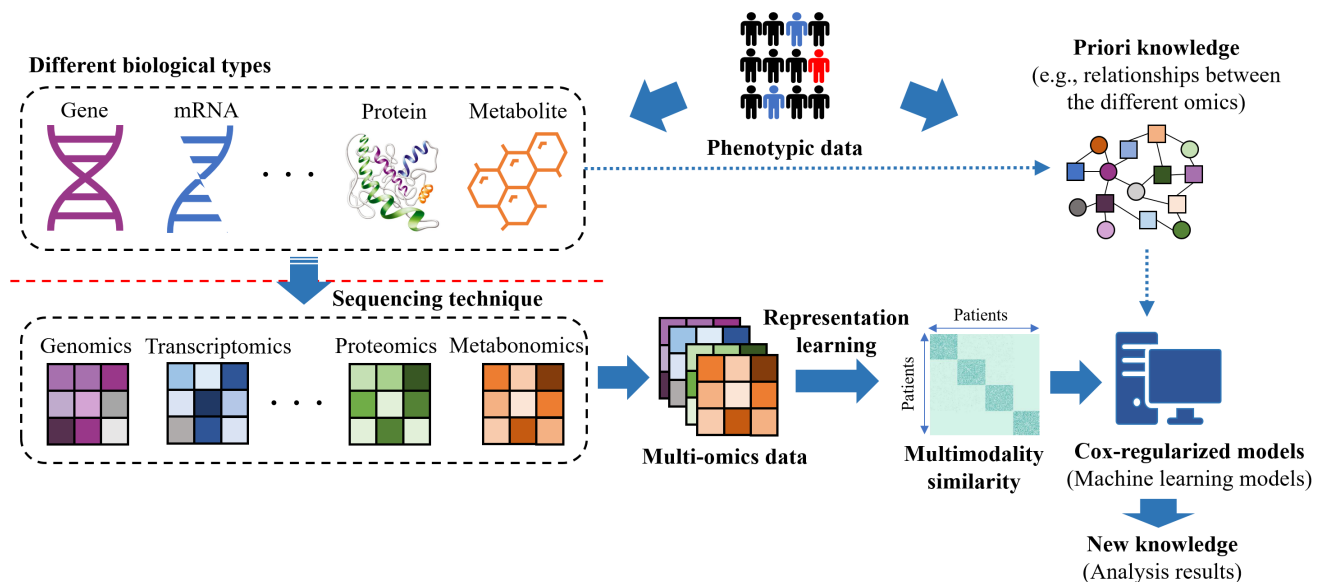 Different biological types
Gene
mRNA
. . .
Protein
Metabolite
Phenotypic data
Priori knowledge
(e.g., relationships between
the different omics)
Sequencing technique
Genomics
Transcriptomics
. . .
Proteomics
Metabonomics
Multi-omics data
Representation
learning
Patients
Patients
Multimodality
similarity
Cox-regularized models
(Machine learning models)
New knowledge
(Analysis results)